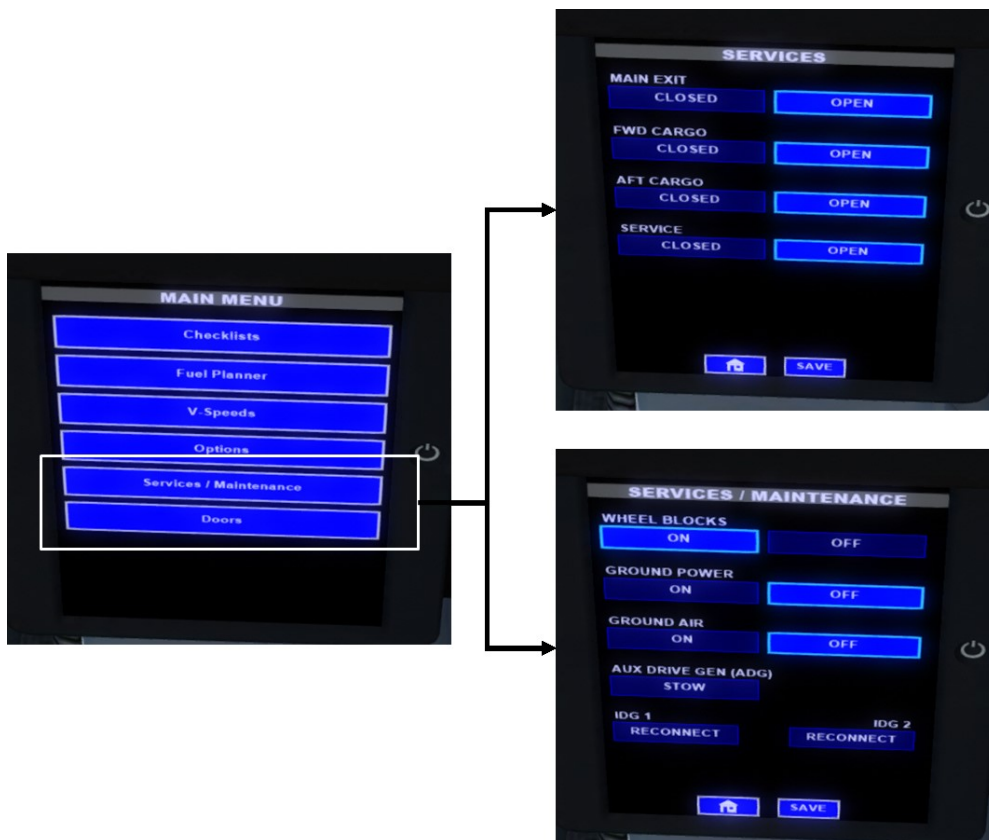 MAIN MENU
Checklists
Fuel Planner
V-Speeds
Options
Services / Maintenance
Doors
SERVICES
MAIN EXIT
CLOSED OPEN
FWD CARGO
CLOSED OPEN
AFT CARGO
CLOSED OPEN
SERVICE
CLOSED OPEN
SAVE
SERVICES / MAINTENANCE
WHEEL BLOCKS
ON OFF
GROUND POWER
ON OFF
GROUND AIR
ON OFF
AUX DRIVE GEN (ADG)
STOW
IDG 1 IDG 2
RECONNECT RECONNECT
SAVE